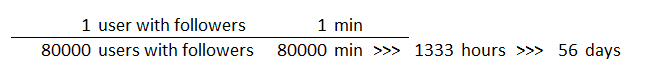 1 user with followers 1 min
80000 users with followers 80000 min >>> 1333 hours >>> 56 days